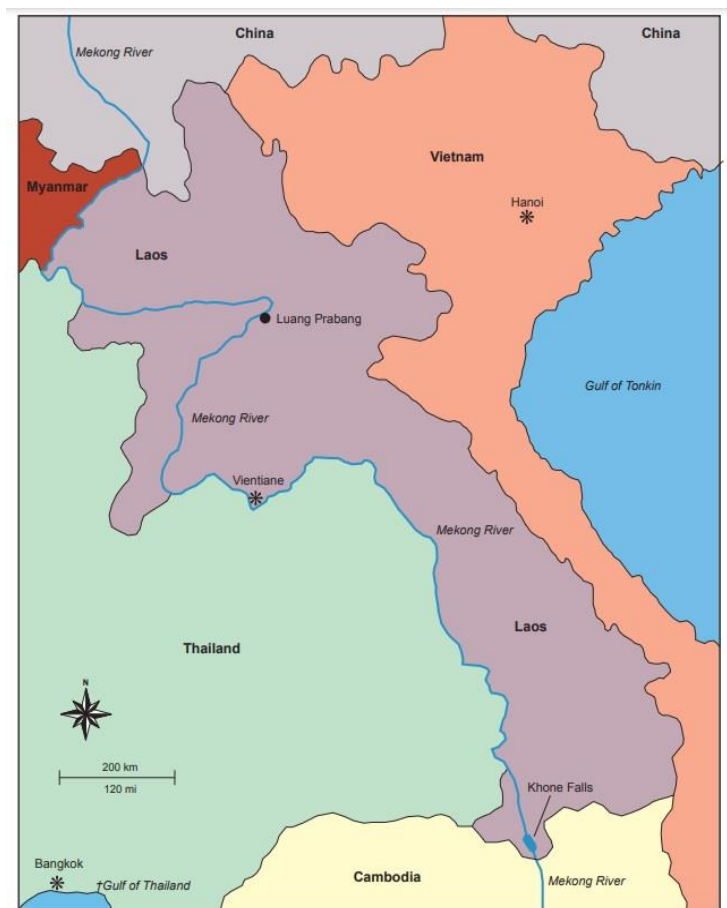 China
China
Mekong River
Vietnam
Myanmar
Hanoi
Laos
Luang Prabang
Gulf of Tonkin
Mekong River
Vientiane
Mekong River
Laos
Thailand
N
200 km
120 mi
Khone Falls
Bangkok
†Gulf of Thailand
Cambodia
Mekong River